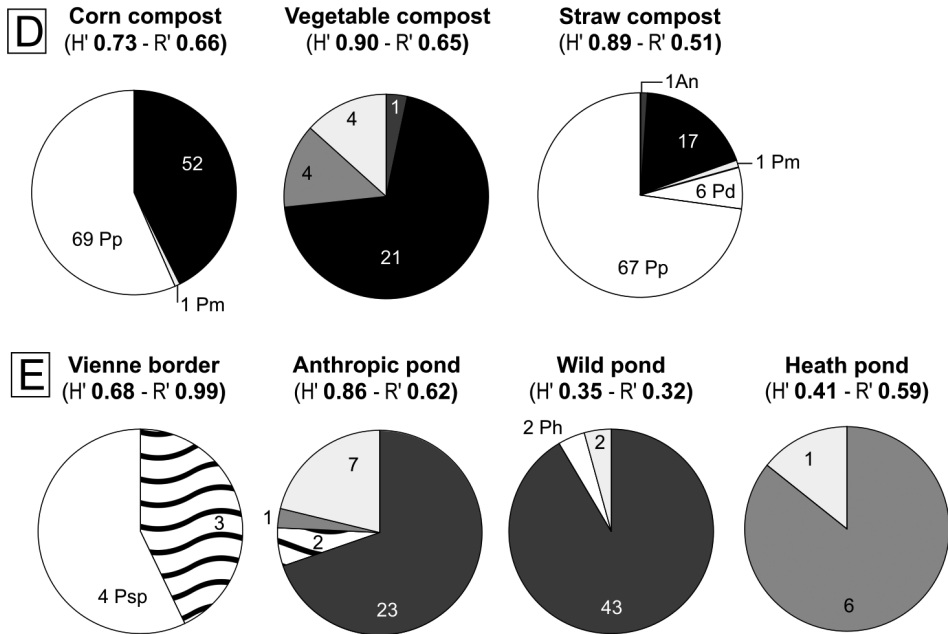 D
Corn compost
(H' 0.73 - R' 0.66)
Vegetable compost
(H' 0.90 - R' 0.65)
Straw compost
(H' 0.89 - R' 0.51)
52
69 Pp
1 Pm
1
4
4
21
1An
17
1 Pm
6 Pd
67 Pp
E
Vienne border
(H' 0.68 - R' 0.99)
Anthropic pond
(H' 0.86 - R' 0.62)
Wild pond
(H' 0.35 - R' 0.32)
Heath pond
(H' 0.41 - R' 0.59)
3
4 Psp
7
1
2
23
2 Ph
2
43
1
6